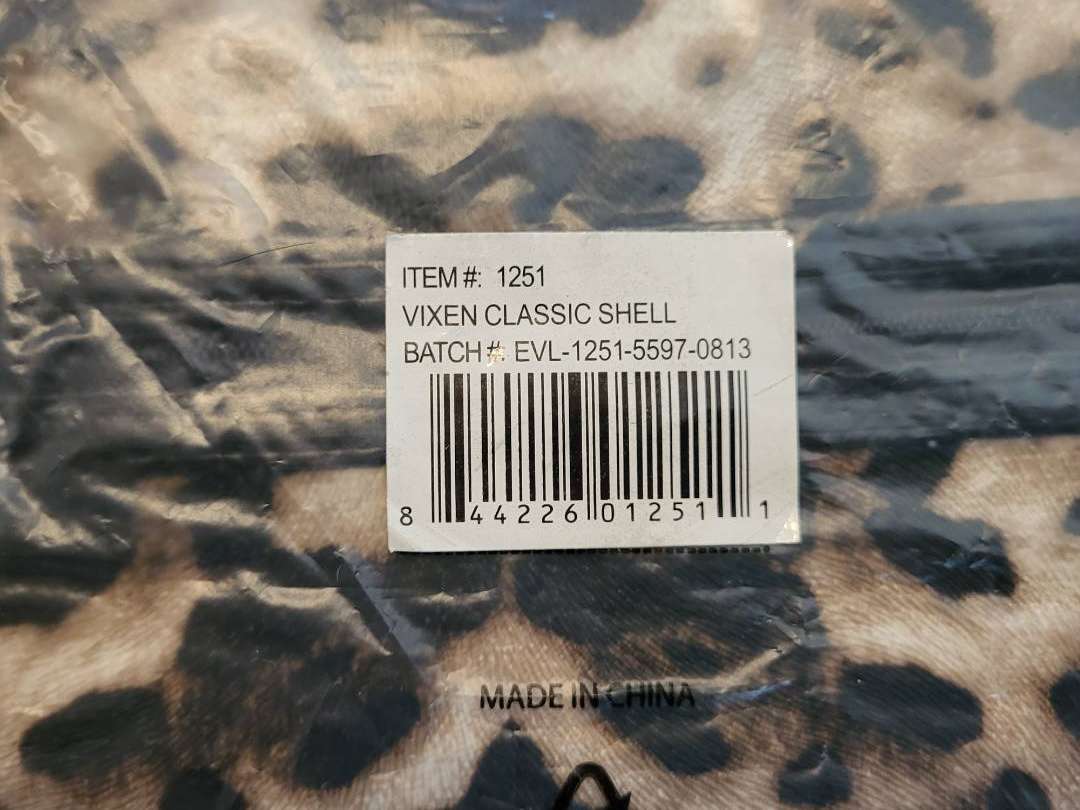 ITEM #: 1251
VIXEN CLASSIC SHELL
BATCH #: EVL-1251-5597-0813
8 44226 01251 1
MADE IN CHINA